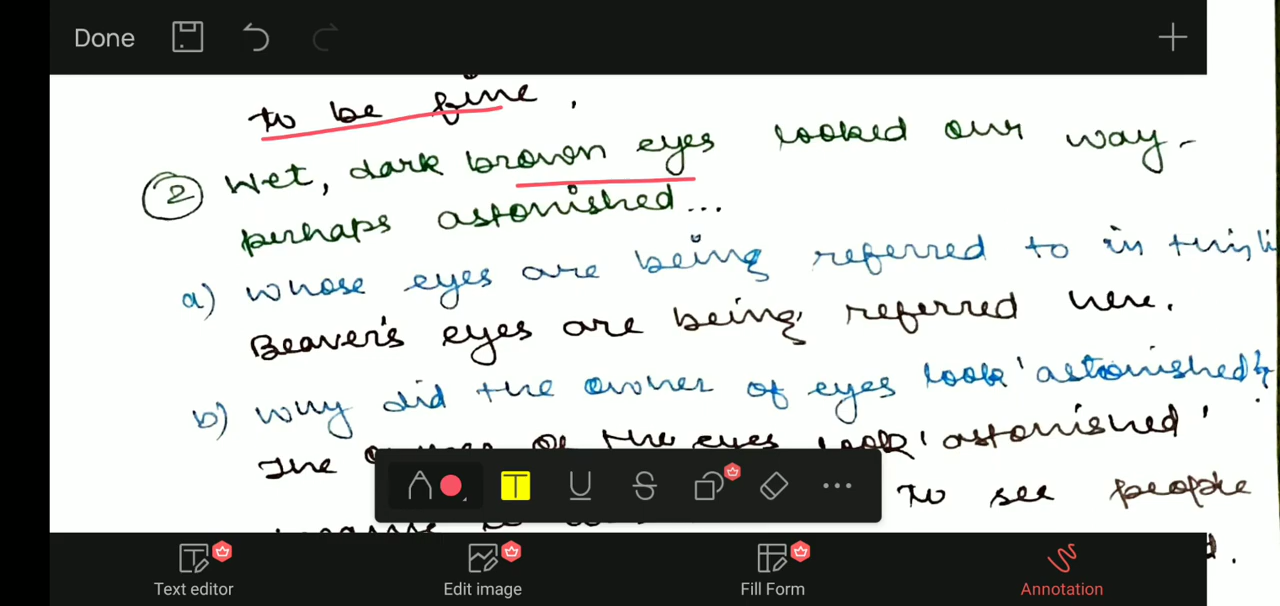 Done
to be fine.
2 Wet, dark brown eyes looked our way-
perhaps astonished...
a) whose eyes are being referred to in this li
Beaver's eyes are being referred here.
b) why did the owner of eyes look 'astonished'?
The of the eyes look 'astonished'
to see people
T
Text editor
Edit image
Fill Form
Annotation